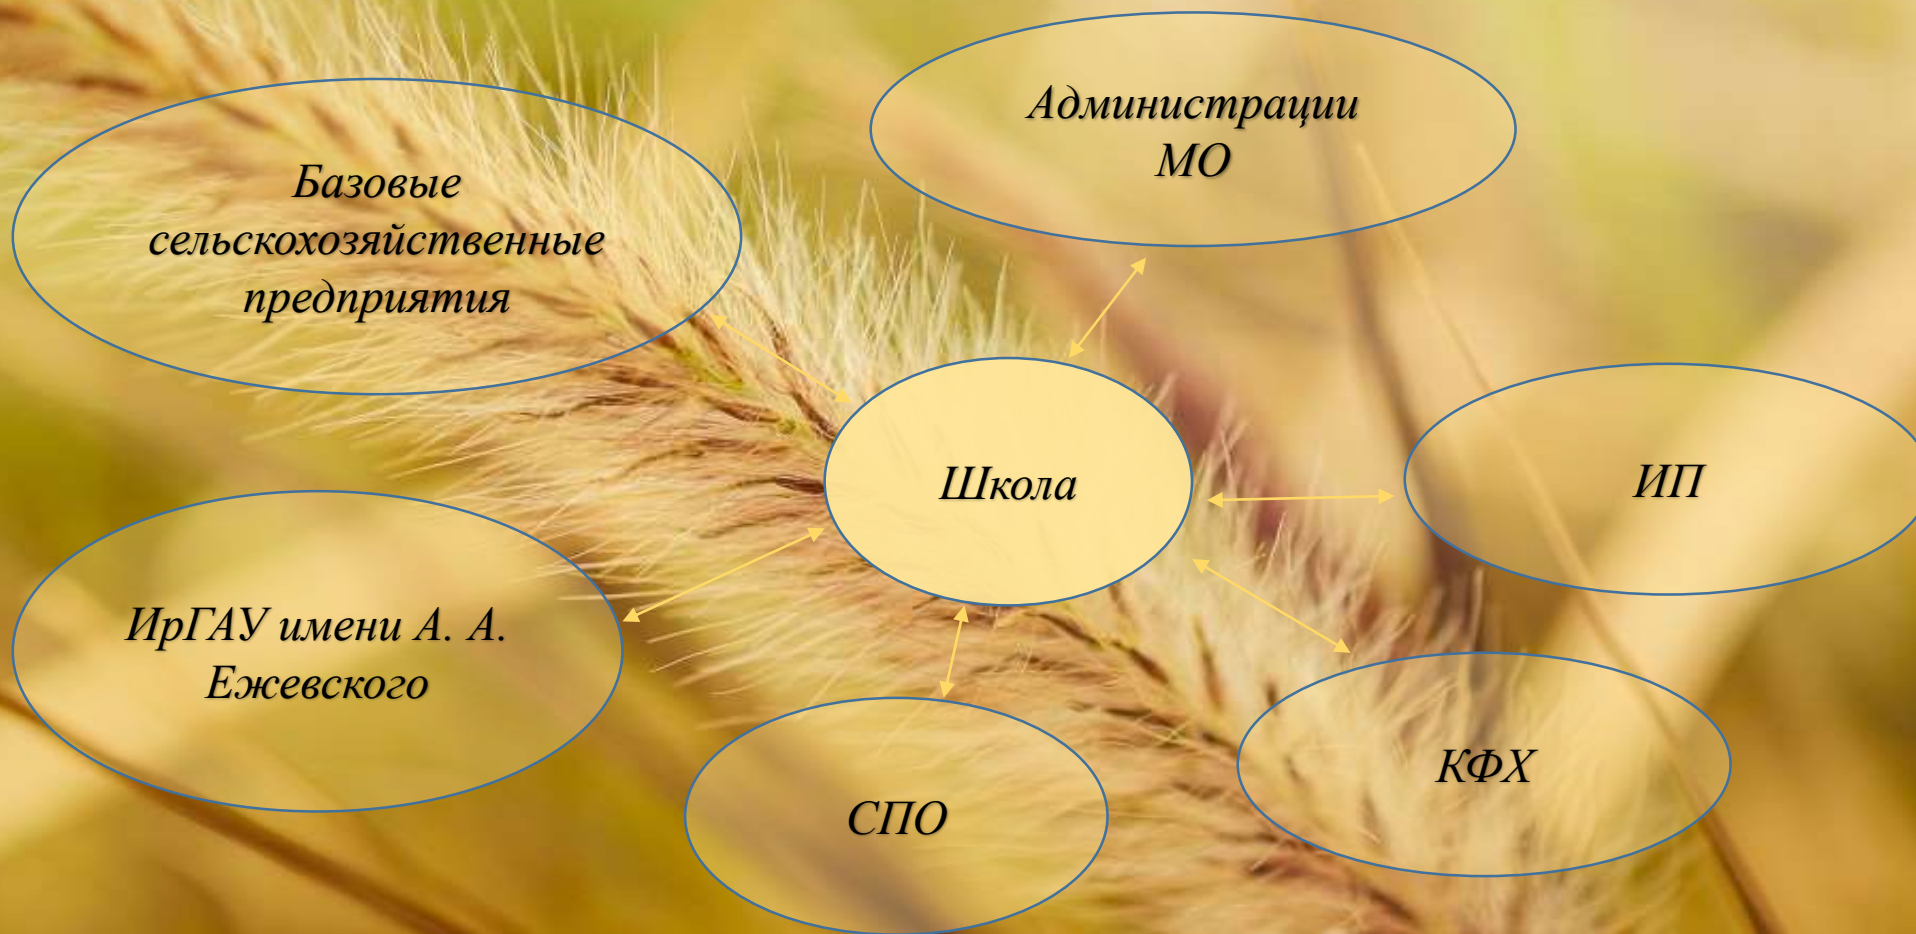 Администрации
МО
Базовые
сельскохозяйственные
предприятия
Школа
ИП
ИрГАУ имени А. А.
Ежевского
КФХ
СПО